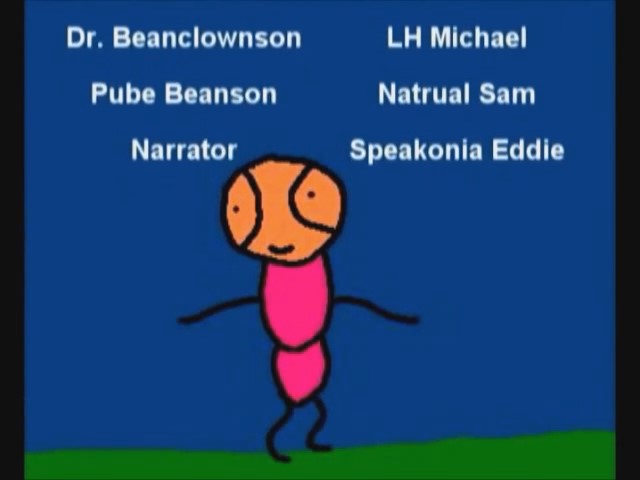 Dr. Beanclownson LH Michael
Pube Beanson Natrual Sam
Narrator Speakonia Eddie